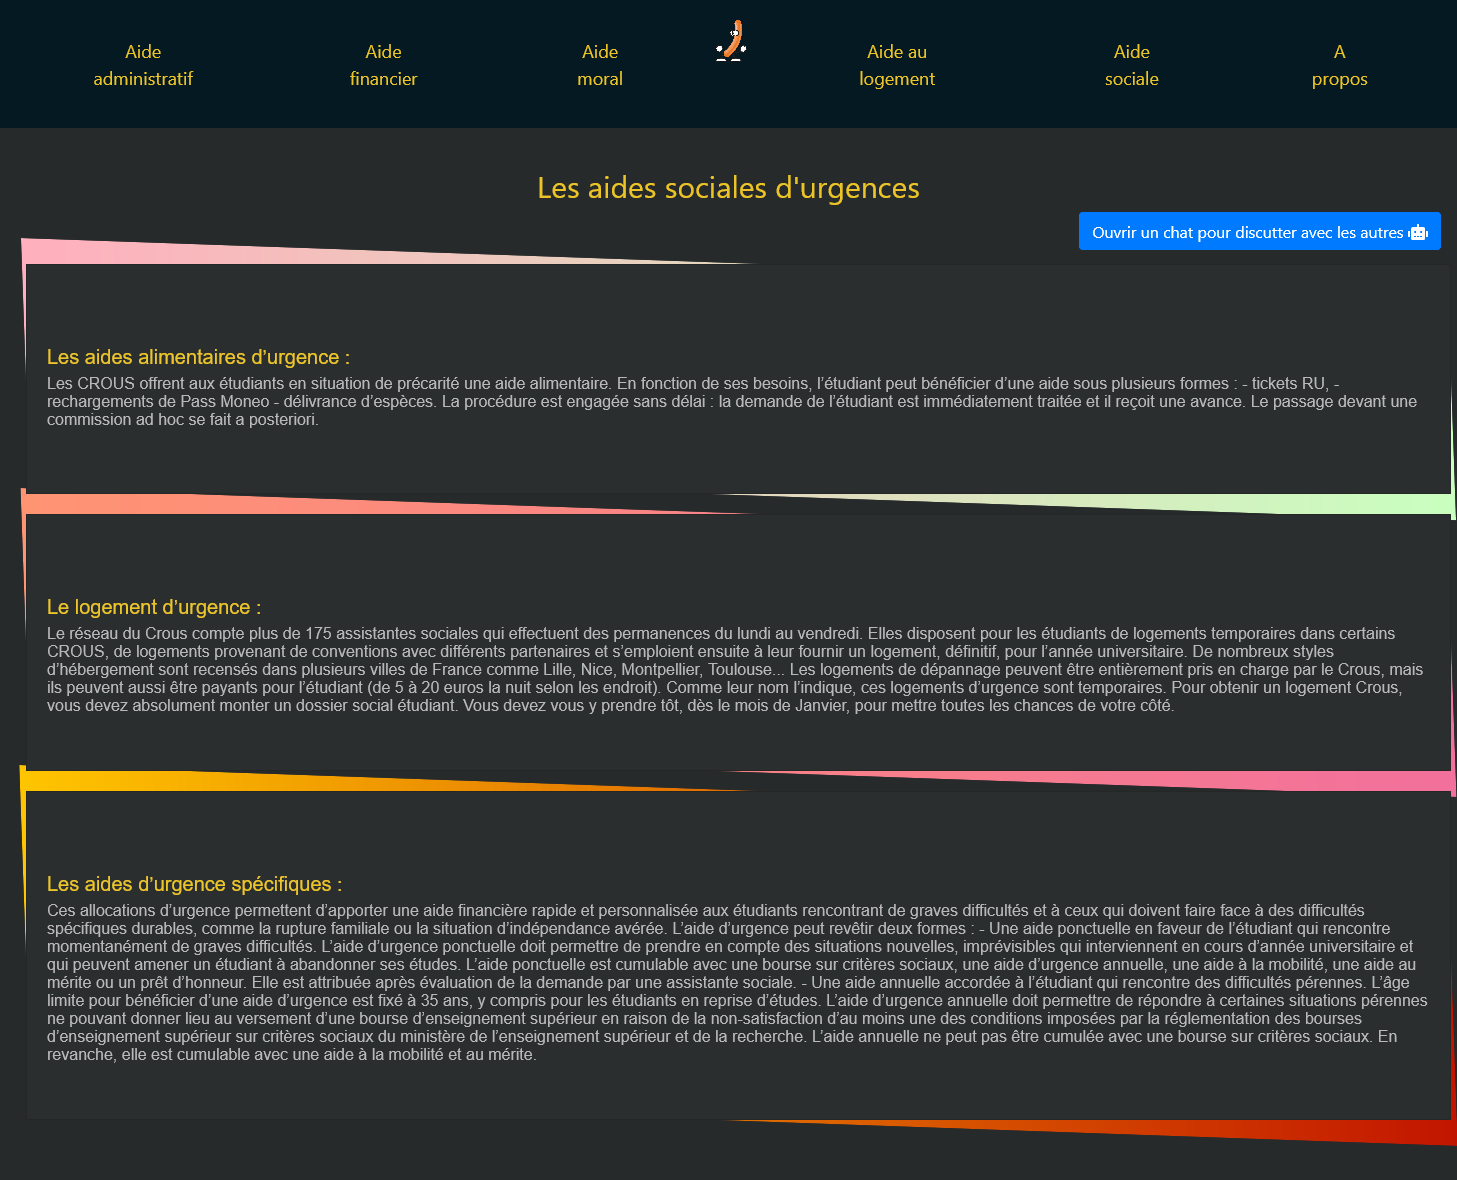 Aide
administratif
Aide
financier
Aide
moral
Aide au
logement
Aide
sociale
A
propos
Les aides sociales d'urgences
Ouvrir un chat pour discutter avec les autres
Les aides alimentaires d’urgence :
Les CROUS offrent aux étudiants en situation de précarité une aide alimentaire. En fonction de ses besoins, l’étudiant peut bénéficier d’une aide sous plusieurs formes : - tickets RU, -
rechargements de Pass Moneo - délivrance d’espèces. La procédure est engagée sans délai : la demande de l’étudiant est immédiatement traitée et il reçoit une avance. Le passage devant une
commission ad hoc se fait a posteriori.
Le logement d’urgence :
Le réseau du Crous compte plus de 175 assistantes sociales qui effectuent des permanences du lundi au vendredi. Elles disposent pour les étudiants de logements temporaires dans certains
CROUS, de logements provenant de conventions avec différents partenaires et s’emploient ensuite à leur fournir un logement, définitif, pour l’année universitaire. De nombreux styles
d’hébergement sont recensés dans plusieurs villes de France comme Lille, Nice, Montpellier, Toulouse... Les logements de dépannage peuvent être entièrement pris en charge par le Crous, mais
ils peuvent aussi être payants pour l’étudiant (de 5 à 20 euros la nuit selon les endroit). Comme leur nom l’indique, ces logements d’urgence sont temporaires. Pour obtenir un logement Crous,
vous devez absolument monter un dossier social étudiant. Vous devez vous y prendre tôt, dès le mois de Janvier, pour mettre toutes les chances de votre côté.
Les aides d’urgence spécifiques :
Ces allocations d’urgence permettent d’apporter une aide financière rapide et personnalisée aux étudiants rencontrant de graves difficultés et à ceux qui doivent faire face à des difficultés
spécifiques durables, comme la rupture familiale ou la situation d’indépendance avérée. L’aide d’urgence peut revêtir deux formes : - Une aide ponctuelle en faveur de l’étudiant qui rencontre
momentanément de graves difficultés. L’aide d’urgence ponctuelle doit permettre de prendre en compte des situations nouvelles, imprévisibles qui interviennent en cours d’année universitaire et
qui peuvent amener un étudiant à abandonner ses études. L’aide ponctuelle est cumulable avec une bourse sur critères sociaux, une aide d’urgence annuelle, une aide à la mobilité, une aide au
mérite ou un prêt d’honneur. Elle est attribuée après évaluation de la demande par une assistante sociale. - Une aide annuelle accordée à l’étudiant qui rencontre des difficultés pérennes. L’âge
limite pour bénéficier d’une aide d’urgence est fixé à 35 ans, y compris pour les étudiants en reprise d’études. L’aide d’urgence annuelle doit permettre de répondre à certaines situations pérennes
ne pouvant donner lieu au versement d’une bourse d’enseignement supérieur en raison de la non-satisfaction d’au moins une des conditions imposées par la réglementation des bourses
d’enseignement supérieur sur critères sociaux du ministère de l’enseignement supérieur et de la recherche. L’aide annuelle ne peut pas être cumulée avec une bourse sur critères sociaux. En
revanche, elle est cumulable avec une aide à la mobilité et au mérite.